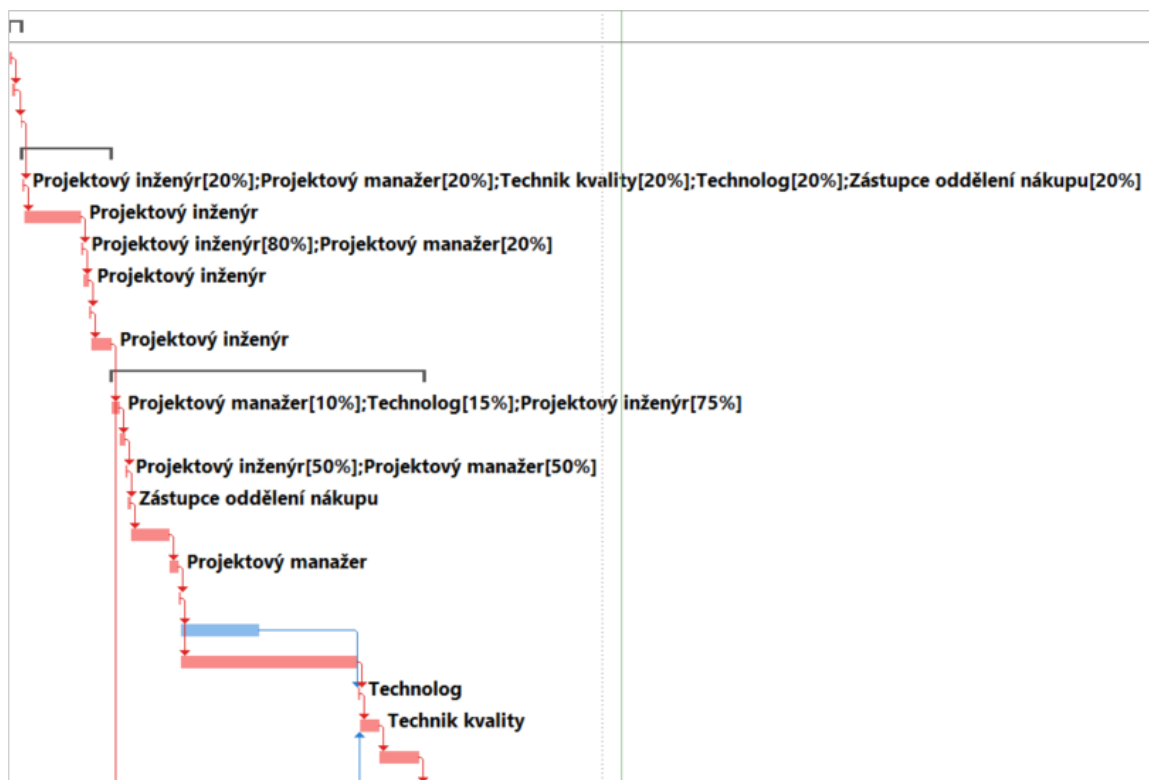 Projektový inženýr[20%];Projektový manažer[20%];Technik kvality[20%];Technolog[20%];Zástupce oddělení nákupu[20%]
Projektový inženýr
Projektový inženýr[80%];Projektový manažer[20%]
Projektový inženýr
Projektový inženýr
Projektový manažer[10%];Technolog[15%];Projektový inženýr[75%]
Projektový inženýr[50%];Projektový manažer[50%]
Zástupce oddělení nákupu
Projektový manažer
Technolog
Technik kvality